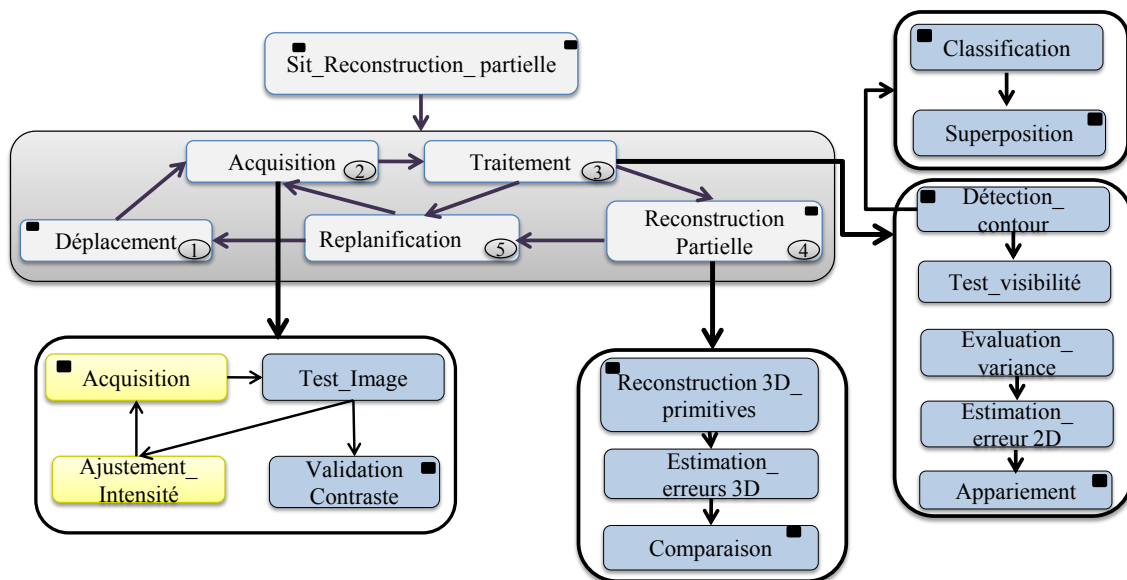 Sit_Reconstruction_ partielle
Acquisition
2
Traitement
3
Déplacement
1
Replanification
5
Reconstruction
Partielle
4
Classification
Superposition
Détection_
contour
Test_visibilité
Evaluation_
variance
Estimation_
erreur 2D
Appariement
Acquisition
Test_Image
Ajustement_
Intensité
Validation
Contraste
Reconstruction 3D_
primitives
Estimation_
erreurs 3D
Comparaison